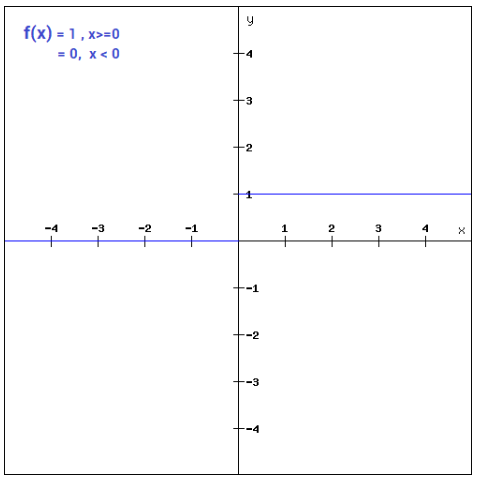 f(x) = 1 , x>=0
= 0, x < 0
y
4
3
2
1
-4 -3 -2 -1 1 2 3 4 x
-1
-2
-3
-4